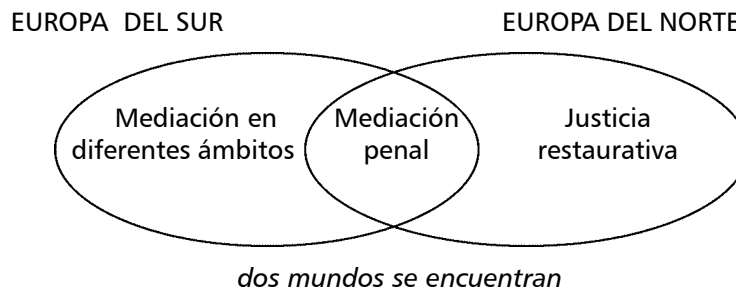 EUROPA DEL SUR
EUROPA DEL NORTE
Mediación en
diferentes ámbitos
Mediación
penal
Justicia
restaurativa
dos mundos se encuentran